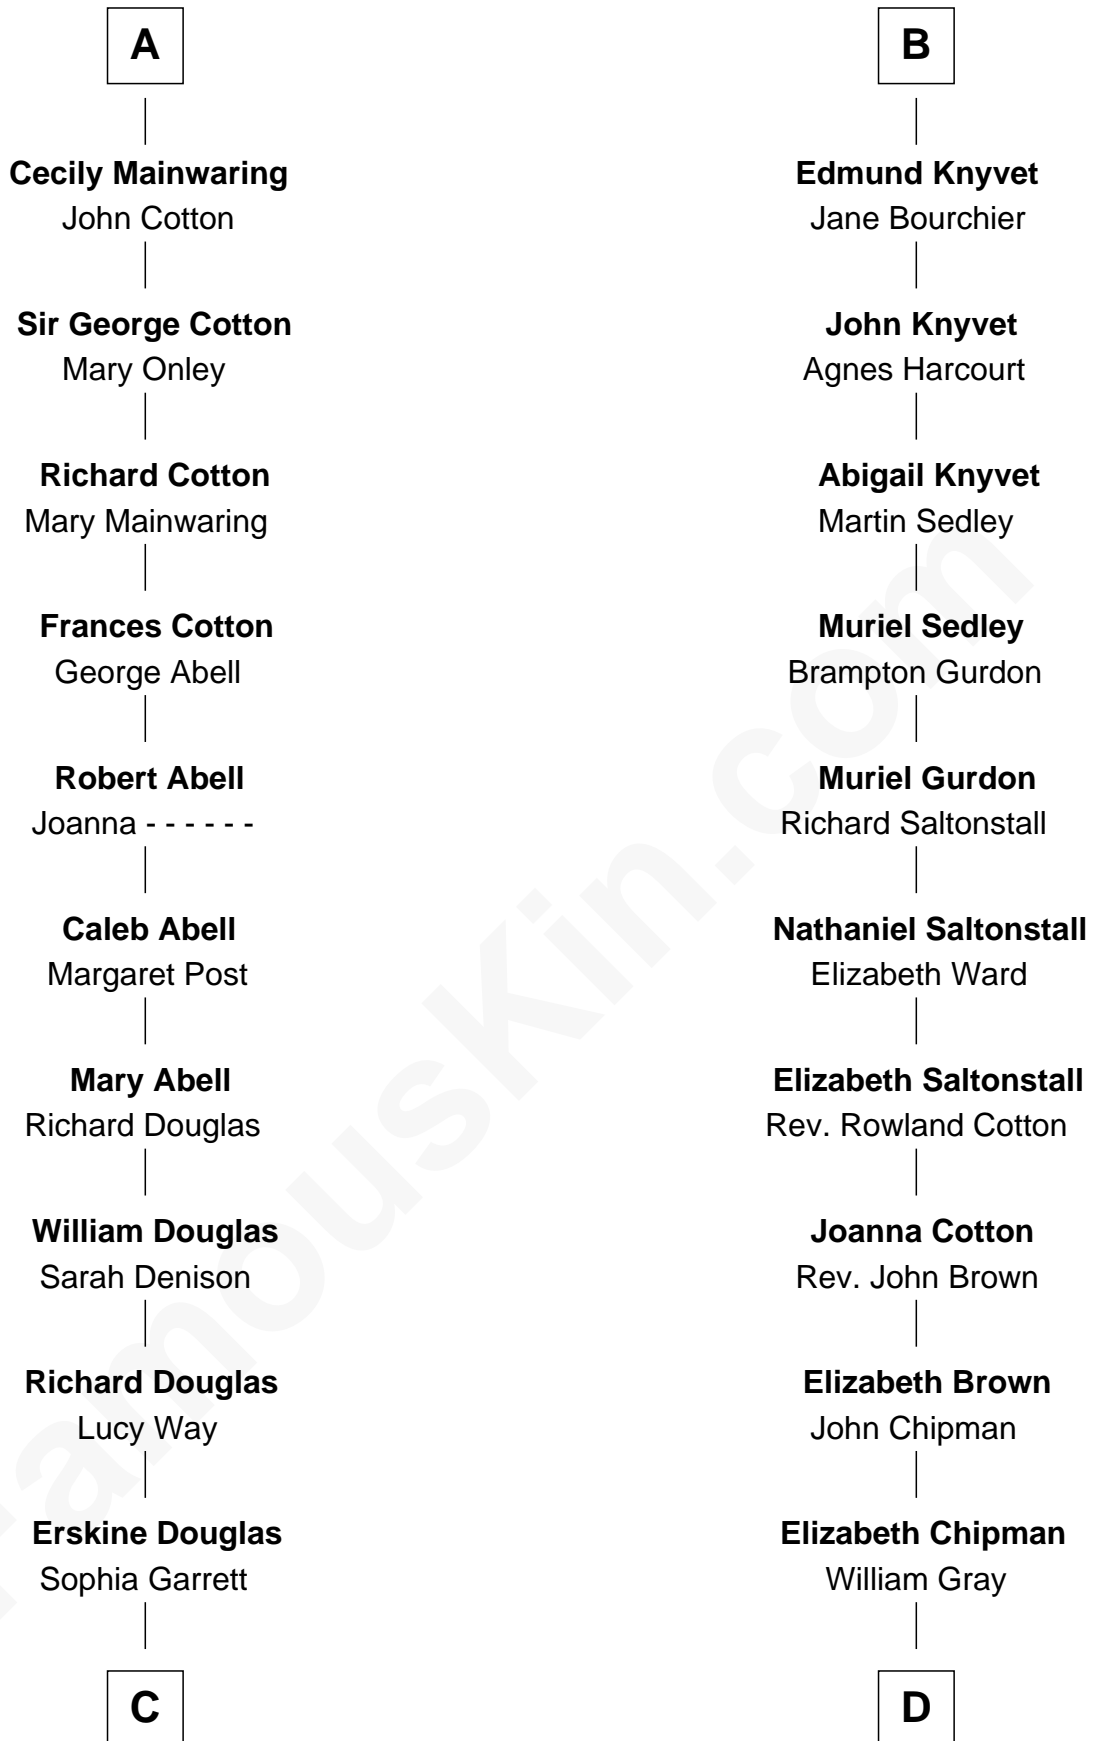 A
Cecily Mainwaring
John Cotton
Sir George Cotton
Mary Onley
Richard Cotton
Mary Mainwaring
Frances Cotton
George Abell
Robert Abell
Joanna - - - - - -
Caleb Abell
Margaret Post
Mary Abell
Richard Douglas
William Douglas
Sarah Denison
Richard Douglas
Lucy Way
Erskine Douglas
Sophia Garrett
C
B
Edmund Knyvet
Jane Bourchier
John Knyvet
Agnes Harcourt
Abigail Knyvet
Martin Sedley
Muriel Sedley
Brampton Gurdon
Muriel Gurdon
Richard Saltonstall
Nathaniel Saltonstall
Elizabeth Ward
Elizabeth Saltonstall
Rev. Rowland Cotton
Joanna Cotton
Rev. John Brown
Elizabeth Brown
John Chipman
Elizabeth Chipman
William Gray
D
FamousKin.com